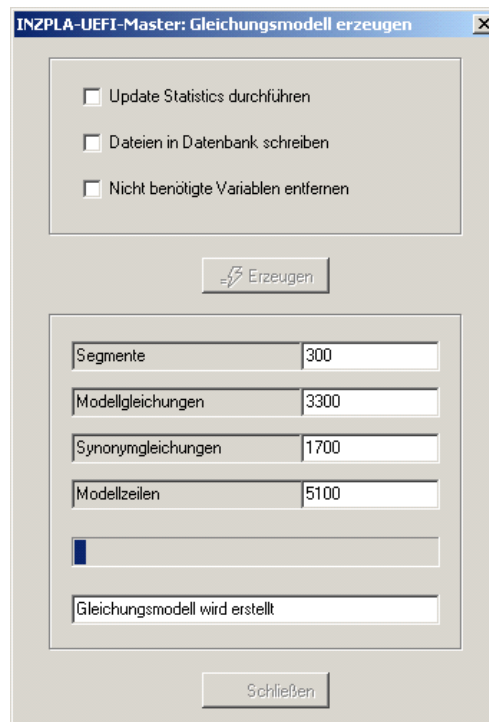 INZPLA-UEFI-Master: Gleichungsmodell erzeugen
Update Statistics durchführen
Dateien in Datenbank schreiben
Nicht benötigte Variablen entfernen
Erzeugen
Segmente 300
Modellgleichungen 3300
Synonymgleichungen 1700
Modellzeilen 5100
Gleichungsmodell wird erstellt
Schließen